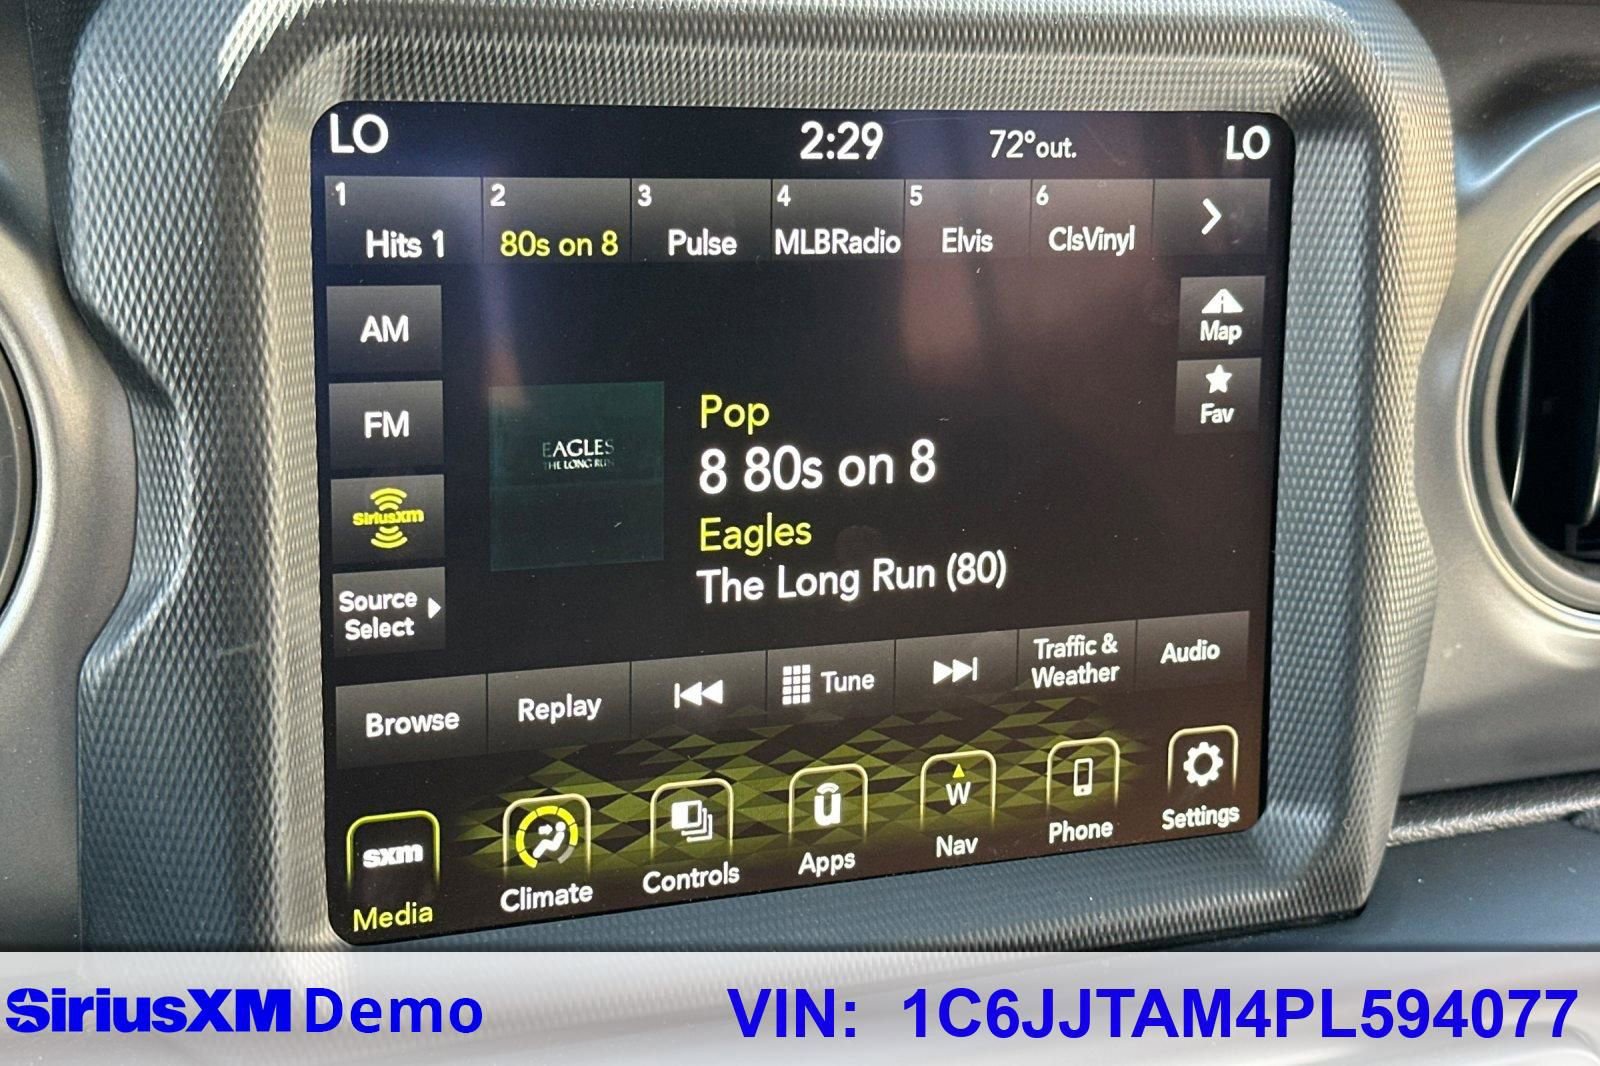 LO 2:29 72°out. LO
1 2 3 4 5 6
Hits 1 80s on 8 Pulse MLBRadio Elvis ClsVinyl
AM
FM
SiriusXM
Source
Select
Map
Fav
EAGLES
THE LONG RUN
Pop
8 80s on 8
Eagles
The Long Run (80)
Browse Replay Tune Traffic & Weather Audio
sxm ū W
Media Climate Controls Apps Nav Phone Settings
SiriusXM Demo VIN: 1C6JJTAM4PL594077